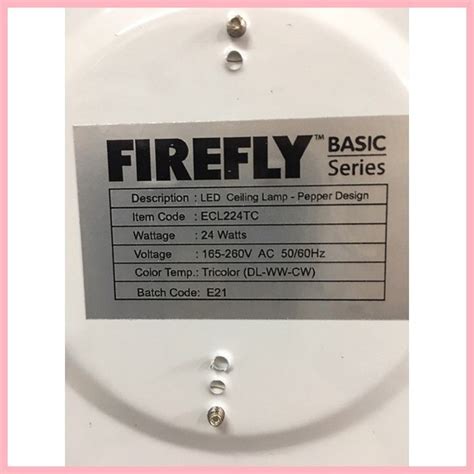 FIREFLY™ BASIC Series
Description : LED Ceiling Lamp - Pepper Design
Item Code : ECL224TC
Wattage : 24 Watts
Voltage : 165-260V AC 50/60Hz
Color Temp.: Tricolor (DL-WW-CW)
Batch Code: E21